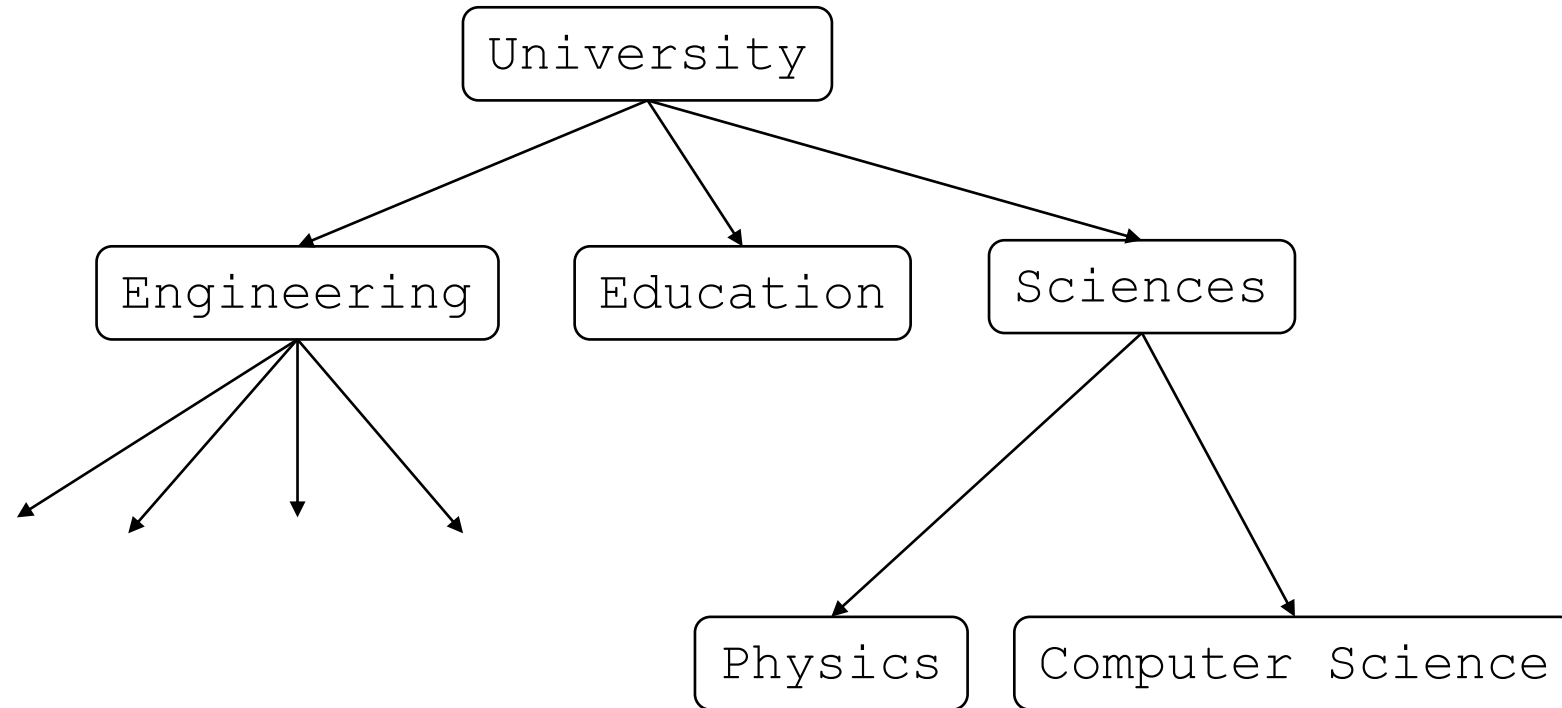 University
Engineering
Education
Sciences
Physics
Computer Science